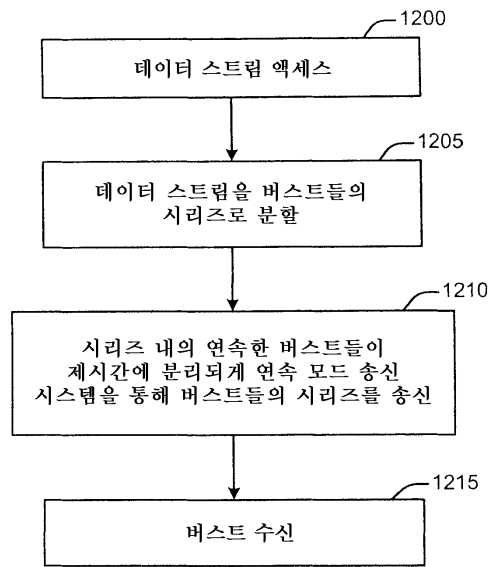 1200
데이터 스트림 액세스
1205
데이터 스트림을 버스트들의
시리즈로 분할
1210
시리즈 내의 연속한 버스트들이
제시간에 분리되게 연속 모드 송신
시스템을 통해 버스트들의 시리즈를 송신
1215
버스트 수신